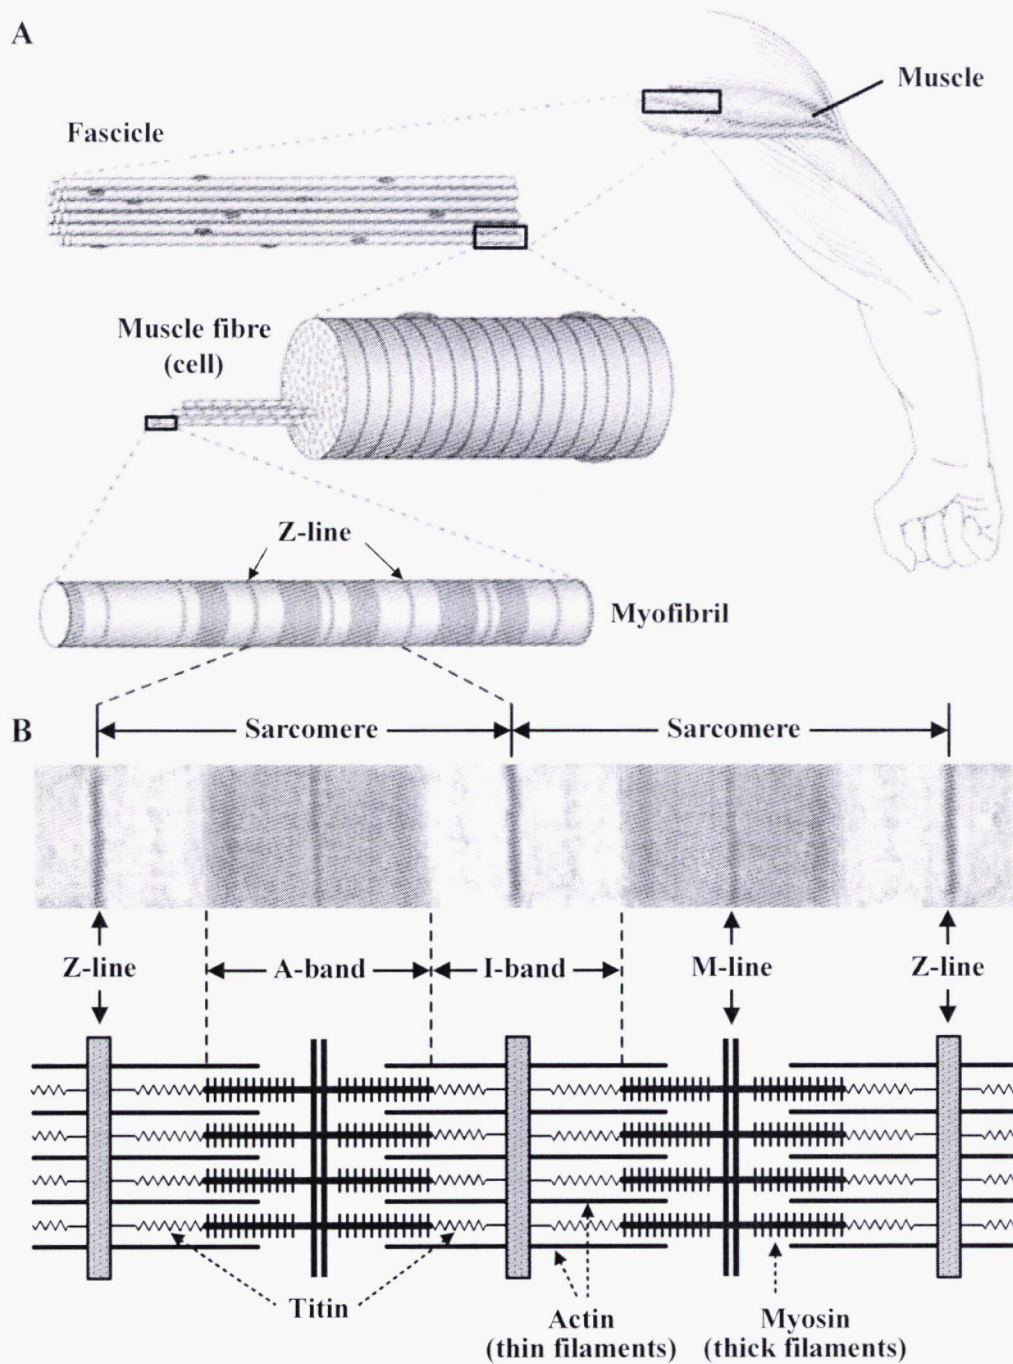 A
Muscle
Fascicle
Muscle fibre
(cell)
Z-line
Myofibril
B
Sarcomere
Sarcomere
Z-line
A-band
I-band
M-line
Z-line
Titin
Actin
(thin filaments)
Myosin
(thick filaments)